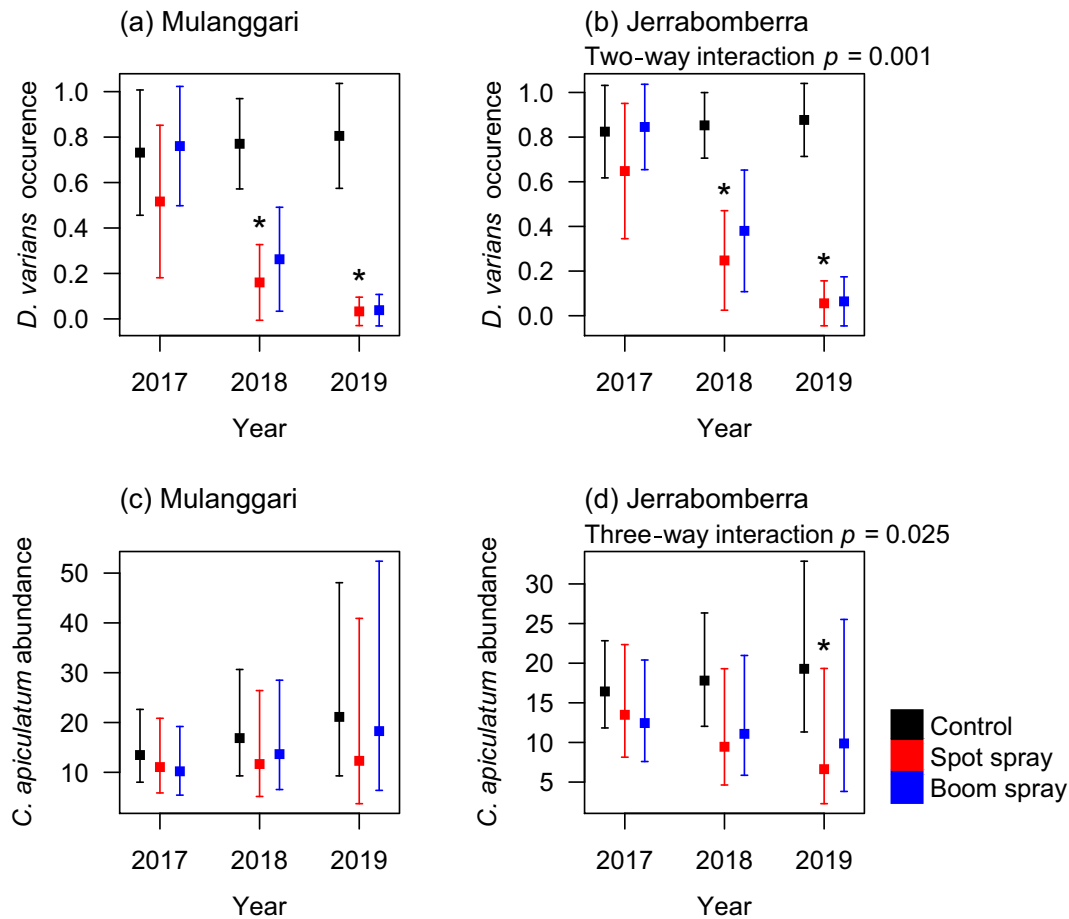 (a) Mulanggari
D. varians occurence
1.0
0.8
0.6
0.4
0.2
0.0
*
*
2017 2018 2019
Year
(b) Jerrabomberra
Two-way interaction p = 0.001
D. varians occurence
1.0
0.8
0.6
0.4
0.2
0.0
*
*
2017 2018 2019
Year
(c) Mulanggari
C. apiculatum abundance
50
40
30
20
10
2017 2018 2019
Year
(d) Jerrabomberra
Three-way interaction p = 0.025
C. apiculatum abundance
30
25
20
15
10
5
*
2017 2018 2019
Year
Control
Spot spray
Boom spray